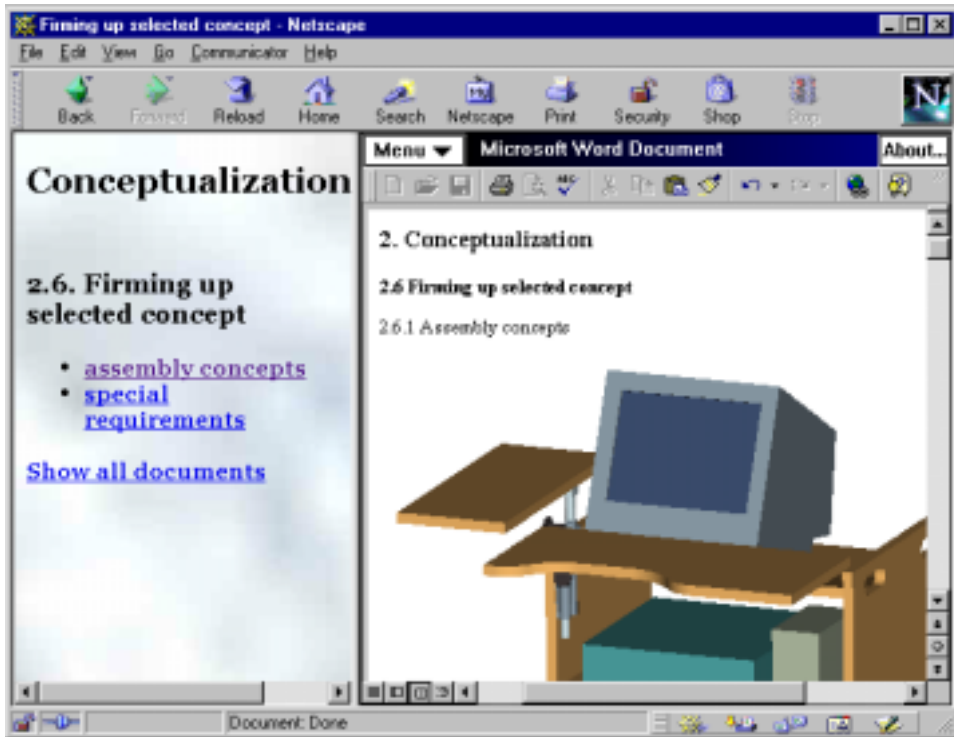 Firming up selected concept - Netscape
File Edit View Go Communicator Help
Back Forward Reload Home Search Netscape Print Security Shop Stop
N
Conceptualization
2.6. Firming up
selected concept
• assembly concepts
• special
requirements
Show all documents
Menu Microsoft Word Document About...
2. Conceptualization
2.6 Firming up selected concept
2.6.1 Assembly concepts
Document: Done